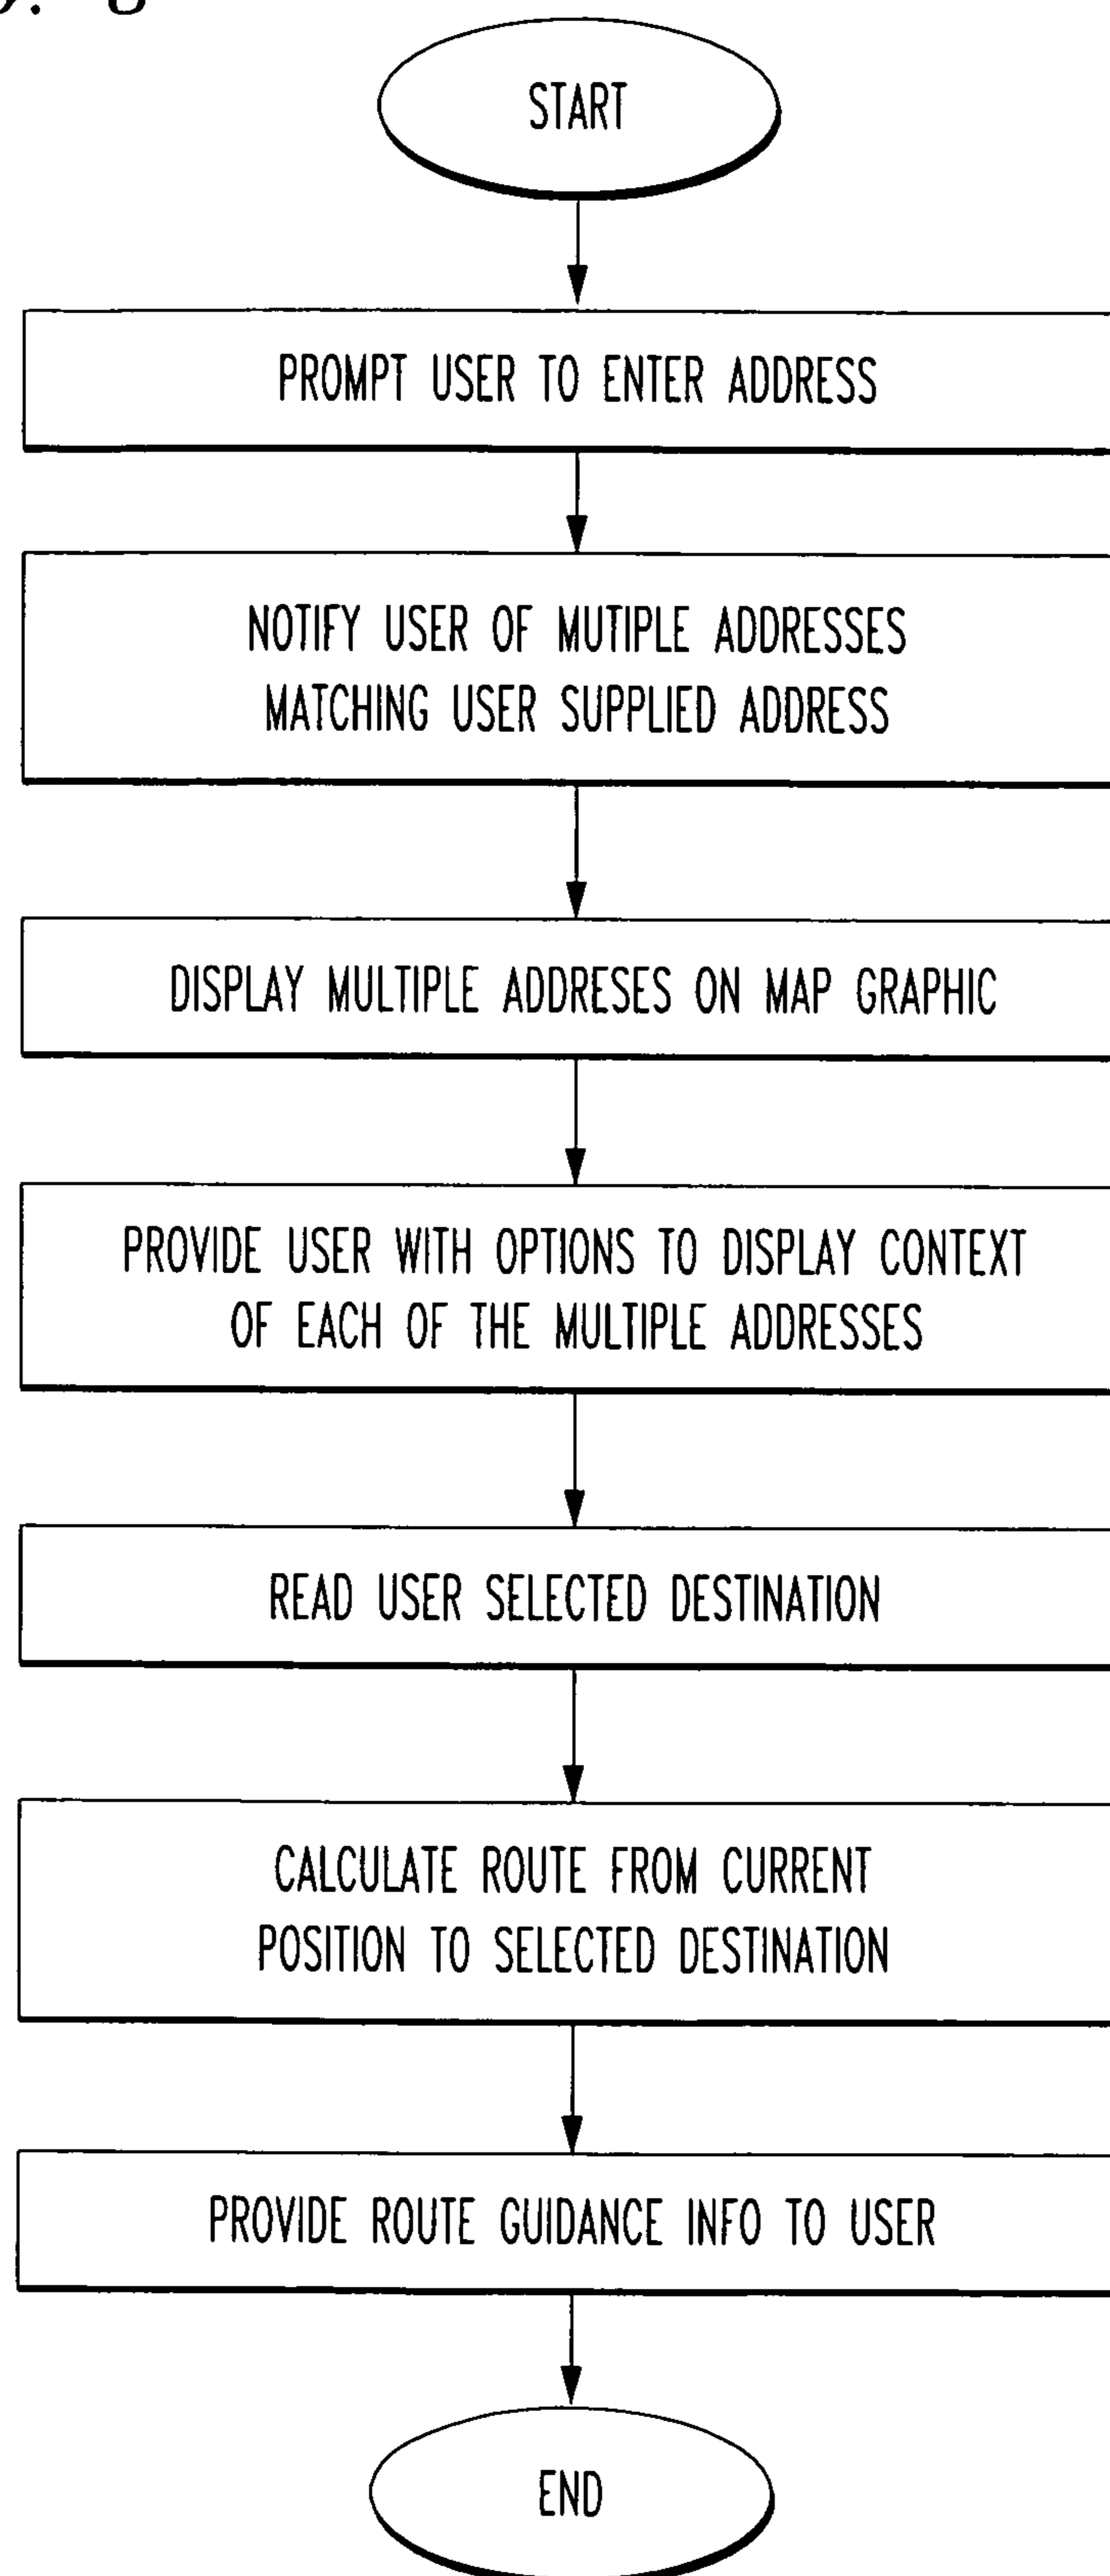 START
PROMPT USER TO ENTER ADDRESS
NOTIFY USER OF MUTIPLE ADDRESSES
MATCHING USER SUPPLIED ADDRESS
DISPLAY MULTIPLE ADDRESES ON MAP GRAPHIC
PROVIDE USER WITH OPTIONS TO DISPLAY CONTEXT
OF EACH OF THE MULTIPLE ADDRESSES
READ USER SELECTED DESTINATION
CALCULATE ROUTE FROM CURRENT
POSITION TO SELECTED DESTINATION
PROVIDE ROUTE GUIDANCE INFO TO USER
END